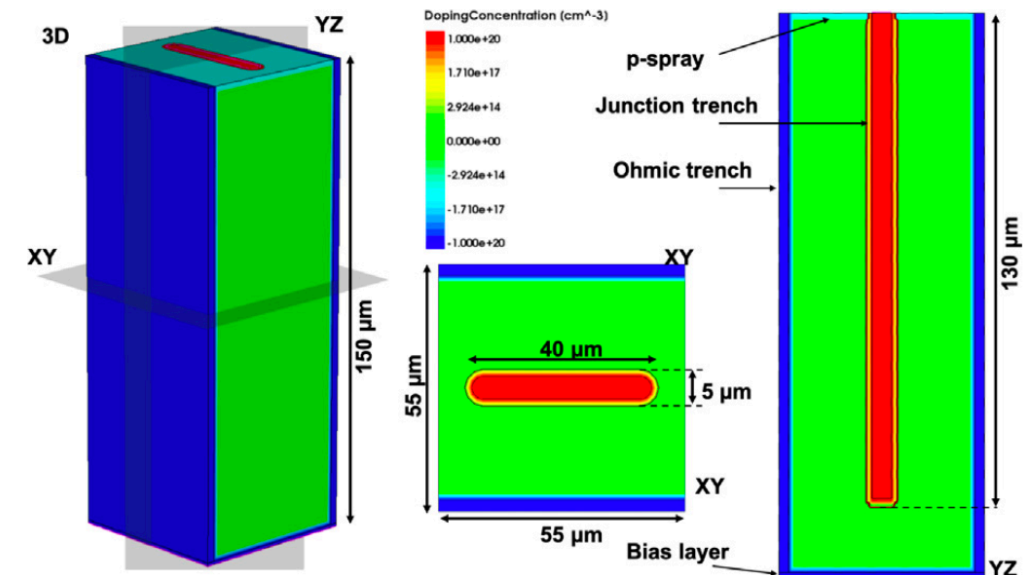 3D
YZ
XY
150 µm
DopingConcentration (cm^-3)
1.000e+20
1.710e+17
2.924e+14
0.000e+00
-2.924e+14
-1.710e+17
-1.000e+20
XY
40 µm
5 µm
55 µm
XY
55 µm
p-spray
Junction trench
Ohmic trench
130 µm
Bias layer
YZ